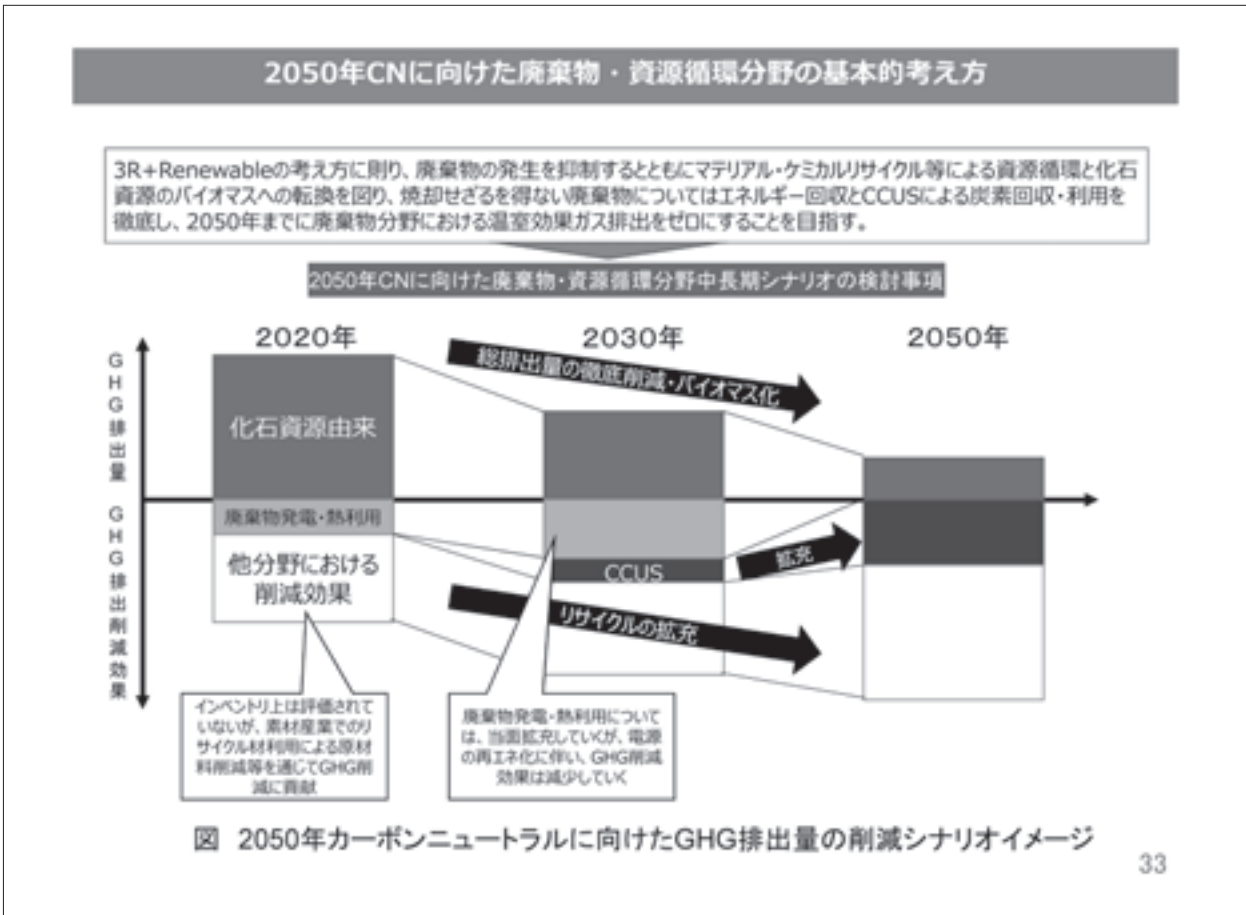 2050年CNに向けた廃棄物・資源循環分野の基本的考え方
3R+Renewableの考え方に則り、廃棄物の発生を抑制するとともにマテリアル・ケミカルリサイクル等による資源循環と化石
資源のバイオマスへの転換を図り、焼却せざるを得ない廃棄物についてはエネルギー回収とCCUSによる炭素回収・利用を
徹底し、2050年までに廃棄物分野における温室効果ガス排出をゼロにすることを目指す。
2050年CNに向けた廃棄物・資源循環分野中長期シナリオの検討事項
2020年
2030年
2050年
GHG排出量
総排出量の徹底削減・バイオマス化
化石資源由来
GHG排出削減効果
廃棄物発電・熱利用
他分野における
削減効果
CCUS
拡充
リサイクルの拡充
インベントリ上は評価されて
いないが、素材産業でのリ
サイクル材利用による原材
料削減等を通じてGHG削
減に貢献
廃棄物発電・熱利用について
は、当面拡充していくが、電源
の再エネ化に伴い、GHG削減
効果は減少していく
図 2050年カーボンニュートラルに向けたGHG排出量の削減シナリオイメージ
33